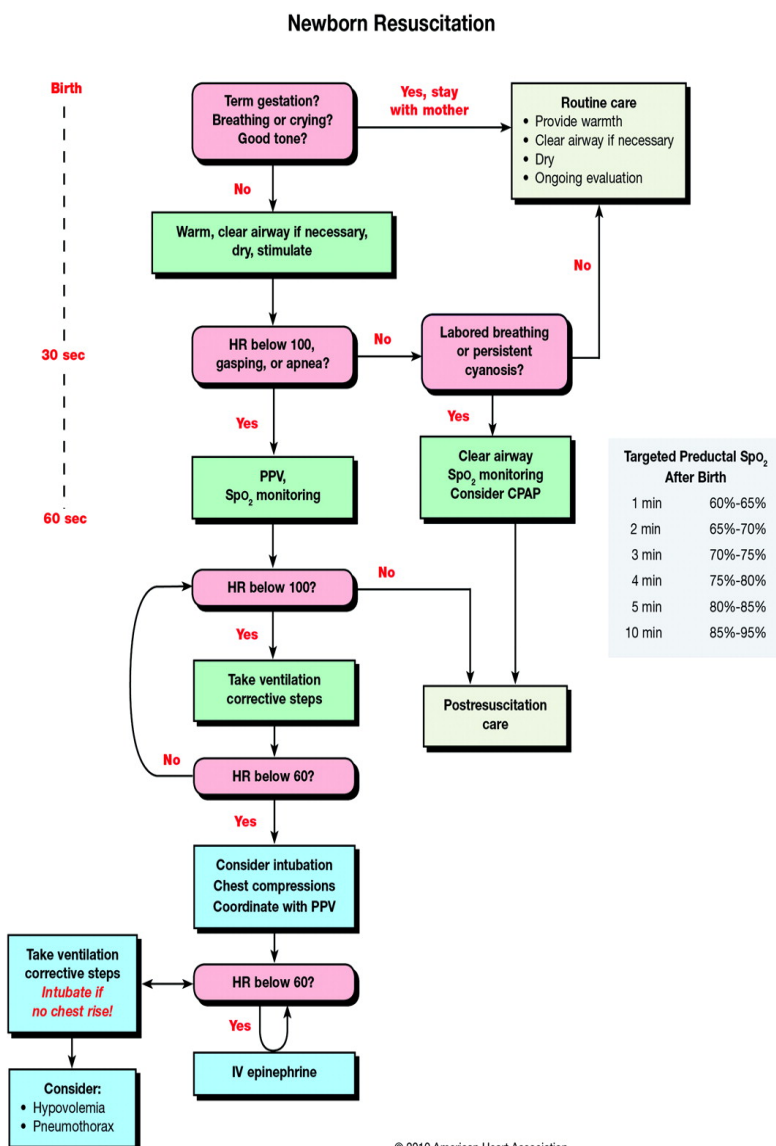 Newborn Resuscitation
Birth
Term gestation?
Breathing or crying?
Good tone?
Yes, stay
with mother
Routine care
• Provide warmth
• Clear airway if necessary
• Dry
• Ongoing evaluation
No
Warm, clear airway if necessary,
dry, stimulate
No
30 sec
HR below 100,
gasping, or apnea?
No
Labored breathing
or persistent
cyanosis?
Yes
Yes
PPV,
SpO₂ monitoring
Clear airway
SpO₂ monitoring
Consider CPAP
60 sec
Targeted Preductal SpO₂
After Birth
1 min 60%-65%
2 min 65%-70%
3 min 70%-75%
4 min 75%-80%
5 min 80%-85%
10 min 85%-95%
HR below 100?
No
Yes
Take ventilation
corrective steps
Postresuscitation
care
No
HR below 60?
Yes
Consider intubation
Chest compressions
Coordinate with PPV
Take ventilation
corrective steps
Intubate if
no chest rise!
HR below 60?
Yes
IV epinephrine
Consider:
• Hypovolemia
• Pneumothorax
© 2010 American Heart Association